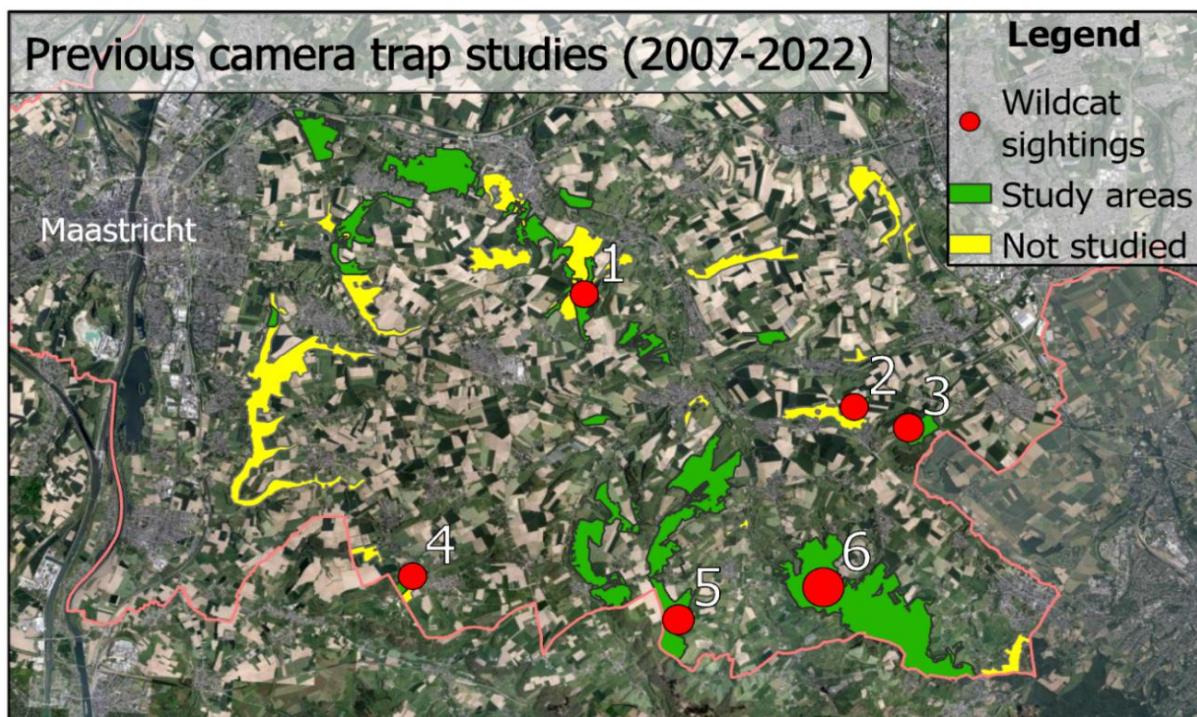 Previous camera trap studies (2007-2022)
Legend
Wildcat
sightings
Study areas
Not studied
Maastricht
1
2
3
4
5
6